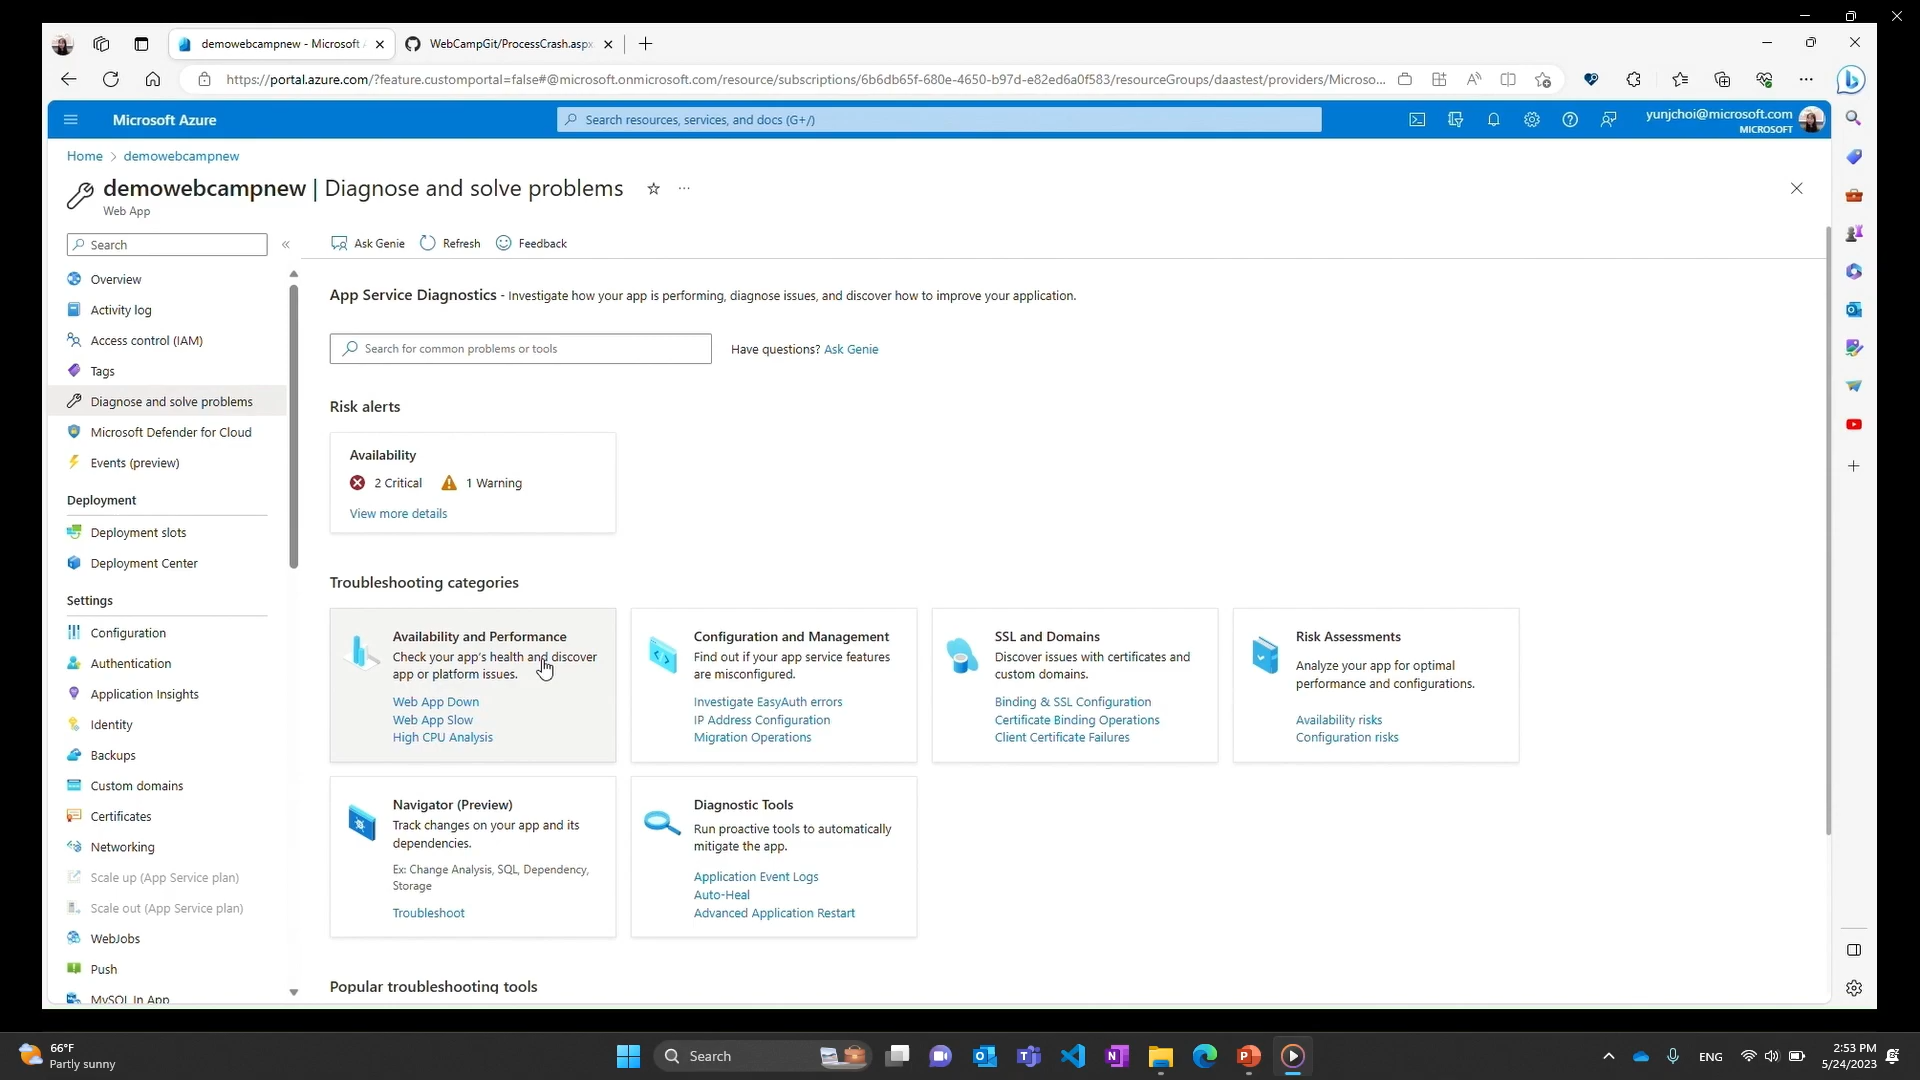 demowebcampnew - Microsoft
WebCampGit/ProcessCrash.aspx
https://portal.azure.com/?feature.customportal=false#@microsoft.onmicrosoft.com/resource/subscriptions/6b6db65f-680e-4650-b97d-e82ed6a0f583/resourceGroups/daastest/providers/Microso...
Microsoft Azure
Search resources, services, and docs (G+/)
yunjchoi@microsoft.com
MICROSOFT
Home > demowebcampnew
demowebcampnew | Diagnose and solve problems
Web App
Search
Ask Genie
Refresh
Feedback
Overview
Activity log
Access control (IAM)
Tags
Diagnose and solve problems
Microsoft Defender for Cloud
Events (preview)
Deployment
Deployment slots
Deployment Center
Settings
Configuration
Authentication
Application Insights
Identity
Backups
Custom domains
Certificates
Networking
Scale up (App Service plan)
Scale out (App Service plan)
WebJobs
Push
MySQL In App
App Service Diagnostics - Investigate how your app is performing, diagnose issues, and discover how to improve your application.
Search for common problems or tools
Have questions? Ask Genie
Risk alerts
Availability
2 Critical
1 Warning
View more details
Troubleshooting categories
Availability and Performance
Check your app's health and discover
app or platform issues.
Web App Down
Web App Slow
High CPU Analysis
Configuration and Management
Find out if your app service features
are misconfigured.
Investigate EasyAuth errors
IP Address Configuration
Migration Operations
SSL and Domains
Discover issues with certificates and
custom domains.
Binding & SSL Configuration
Certificate Binding Operations
Client Certificate Failures
Risk Assessments
Analyze your app for optimal
performance and configurations.
Availability risks
Configuration risks
Navigator (Preview)
Track changes on your app and its
dependencies.
Ex: Change Analysis, SQL, Dependency,
Storage
Troubleshoot
Diagnostic Tools
Run proactive tools to automatically
mitigate the app.
Application Event Logs
Auto-Heal
Advanced Application Restart
Popular troubleshooting tools
66°F
Partly sunny
Search
ENG
2:53 PM
5/24/2023